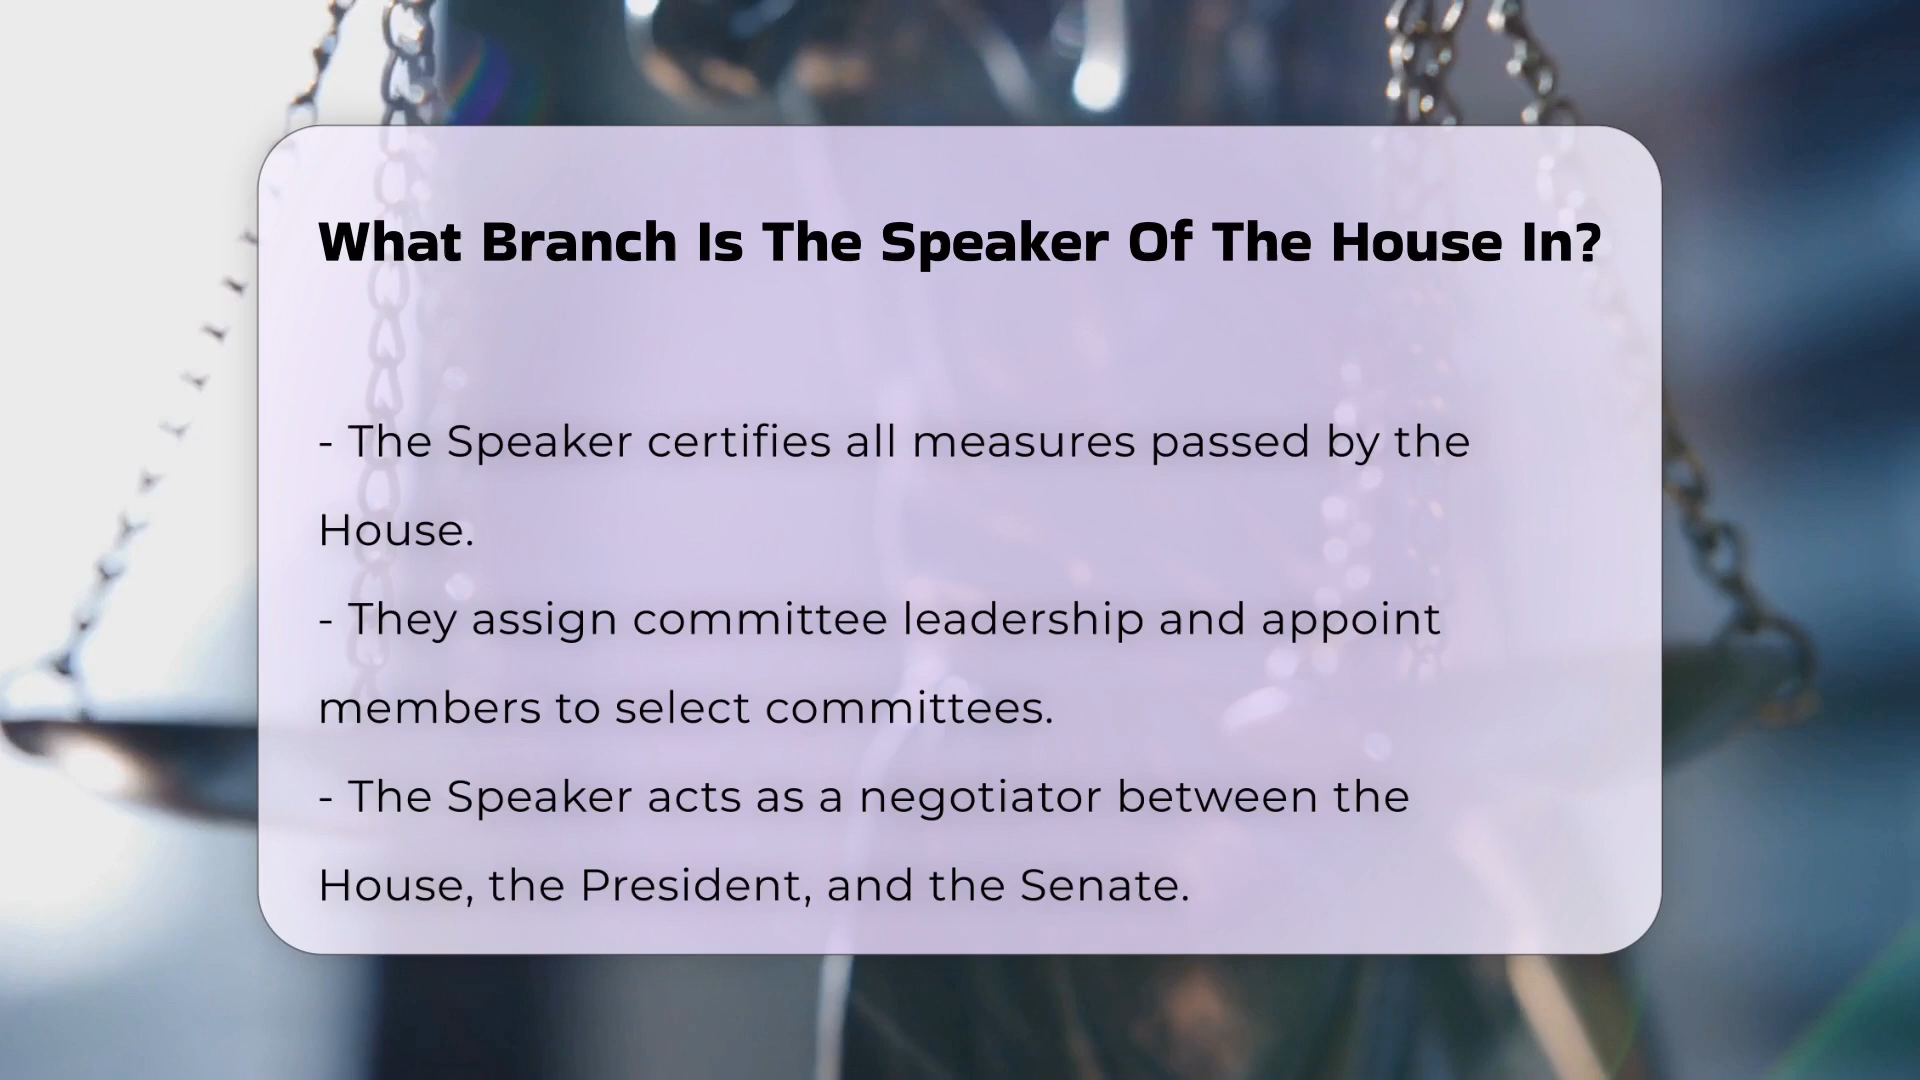 What Branch Is The Speaker Of The House In?
- The Speaker certifies all measures passed by the
House.
- They assign committee leadership and appoint
members to select committees.
- The Speaker acts as a negotiator between the
House, the President, and the Senate.